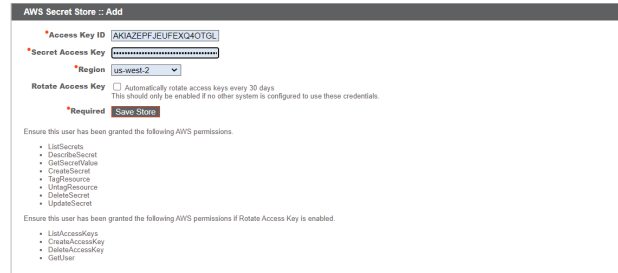 AWS Secret Store :: Add
*Access Key ID AKIAZEPFJEUFEXQ4OTGL
*Secret Access Key
*Region us-west-2
Rotate Access Key Automatically rotate access keys every 30 days
This should only be enabled if no other system is configured to use these credentials.
*Required Save Store
Ensure this user has been granted the following AWS permissions.
ListSecrets
DescribeSecret
GetSecretValue
CreateSecret
TagResource
UntagResource
DeleteSecret
UpdateSecret
Ensure this user has been granted the following AWS permissions if Rotate Access Key is enabled.
ListAccessKeys
CreateAccessKey
DeleteAccessKey
GetUser